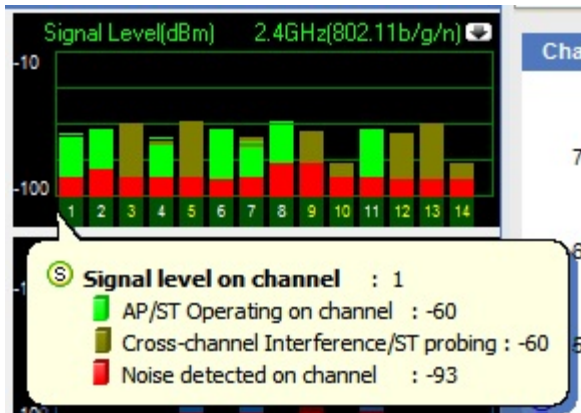 Signal Level(dBm) 2.4GHz(802.11b/g/n)
Cha
-10
7
-100
1 2 3 4 5 6 7 8 9 10 11 12 13 14
S Signal level on channel : 1
AP/ST Operating on channel : -60
Cross-channel Interference/ST probing : -60
Noise detected on channel : -93